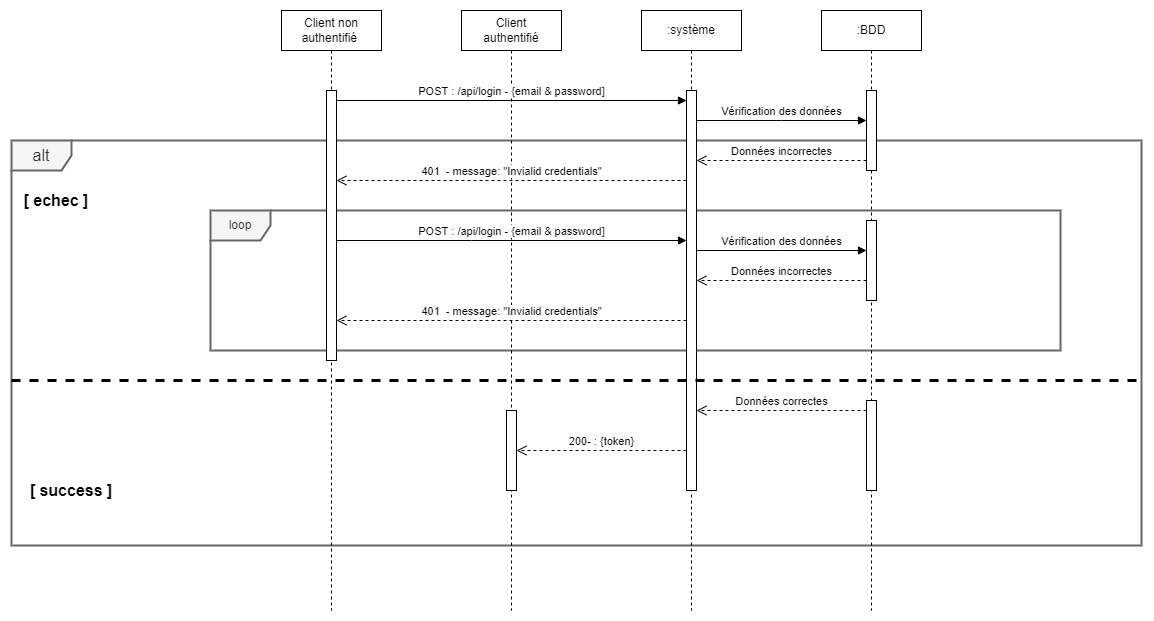 Client non
authentifié
Client
authentifié
:système
:BDD
POST : /api/login - {email & password]
Vérification des données
alt
Données incorrectes
401 - message: "Invialid credentials"
[ echec ]
loop
POST : /api/login - {email & password]
Vérification des données
Données incorrectes
401 - message: "Invialid credentials"
Données correctes
200- : {token}
[ success ]